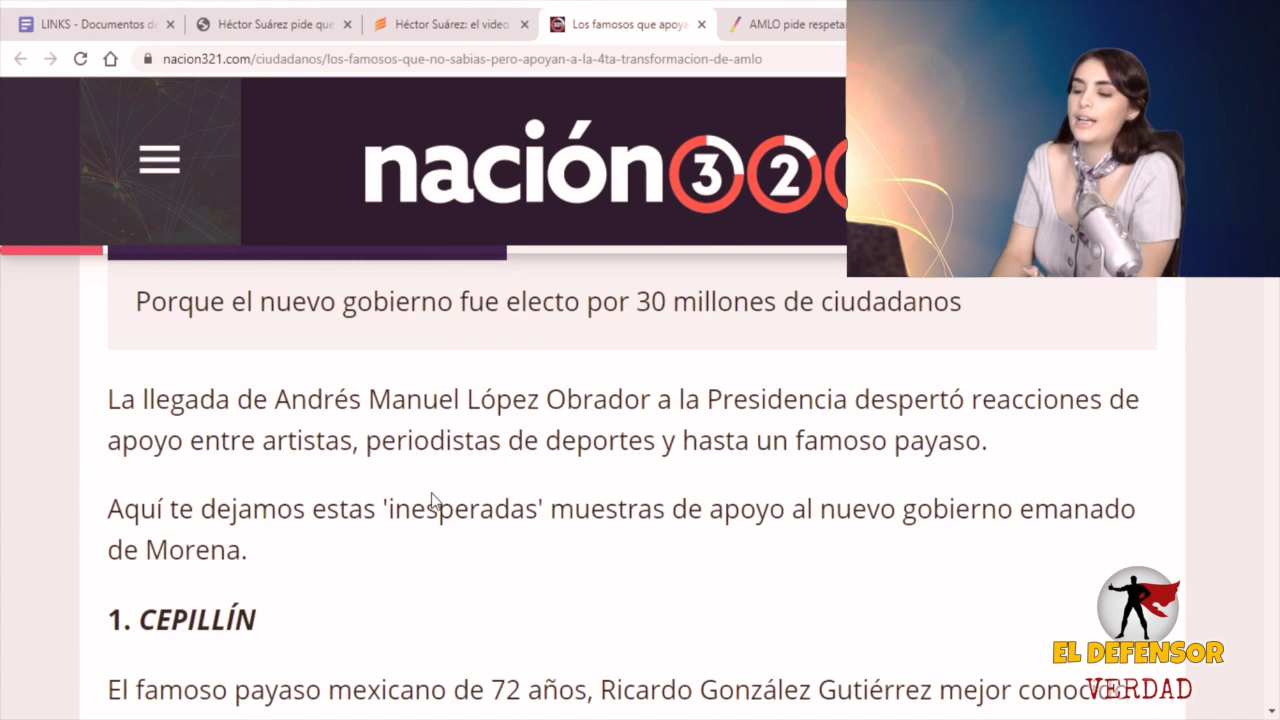 LINKS - Documentos d
Héctor Suárez pide que
Héctor Suárez: el video
Los famosos que apoya
AMLO pide respeta
nacion321.com/ciudadanos/los-famosos-que-no-sabias-pero-apoyan-a-la-4ta-transformacion-de-amlo
nación32
Porque el nuevo gobierno fue electo por 30 millones de ciudadanos
La llegada de Andrés Manuel López Obrador a la Presidencia despertó reacciones de
apoyo entre artistas, periodistas de deportes y hasta un famoso payaso.
Aquí te dejamos estas 'inesperadas' muestras de apoyo al nuevo gobierno emanado
de Morena.
1. CEPILLÍN
El famoso payaso mexicano de 72 años, Ricardo González Gutiérrez mejor
EL DEFENSOR
VERDAD